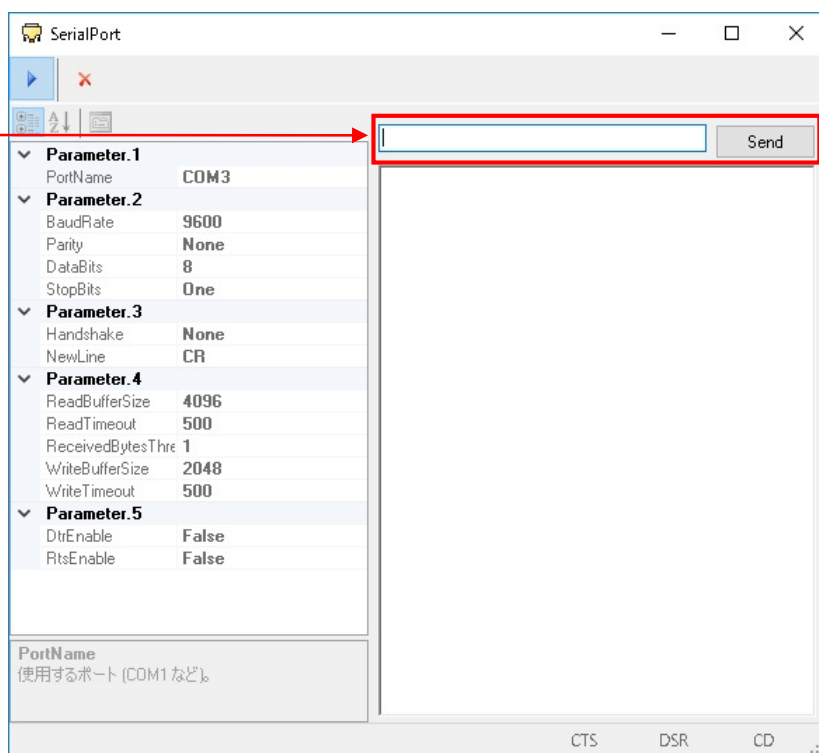 SerialPort
Send
Parameter.1
PortName COM3
Parameter.2
BaudRate 9600
Parity None
DataBits 8
StopBits One
Parameter.3
Handshake None
NewLine CR
Parameter.4
ReadBufferSize 4096
ReadTimeout 500
ReceivedBytesThre 1
WriteBufferSize 2048
WriteTimeout 500
Parameter.5
DtrEnable False
RtsEnable False
PortName
使用するポート (COM1 など)。
CTS DSR CD